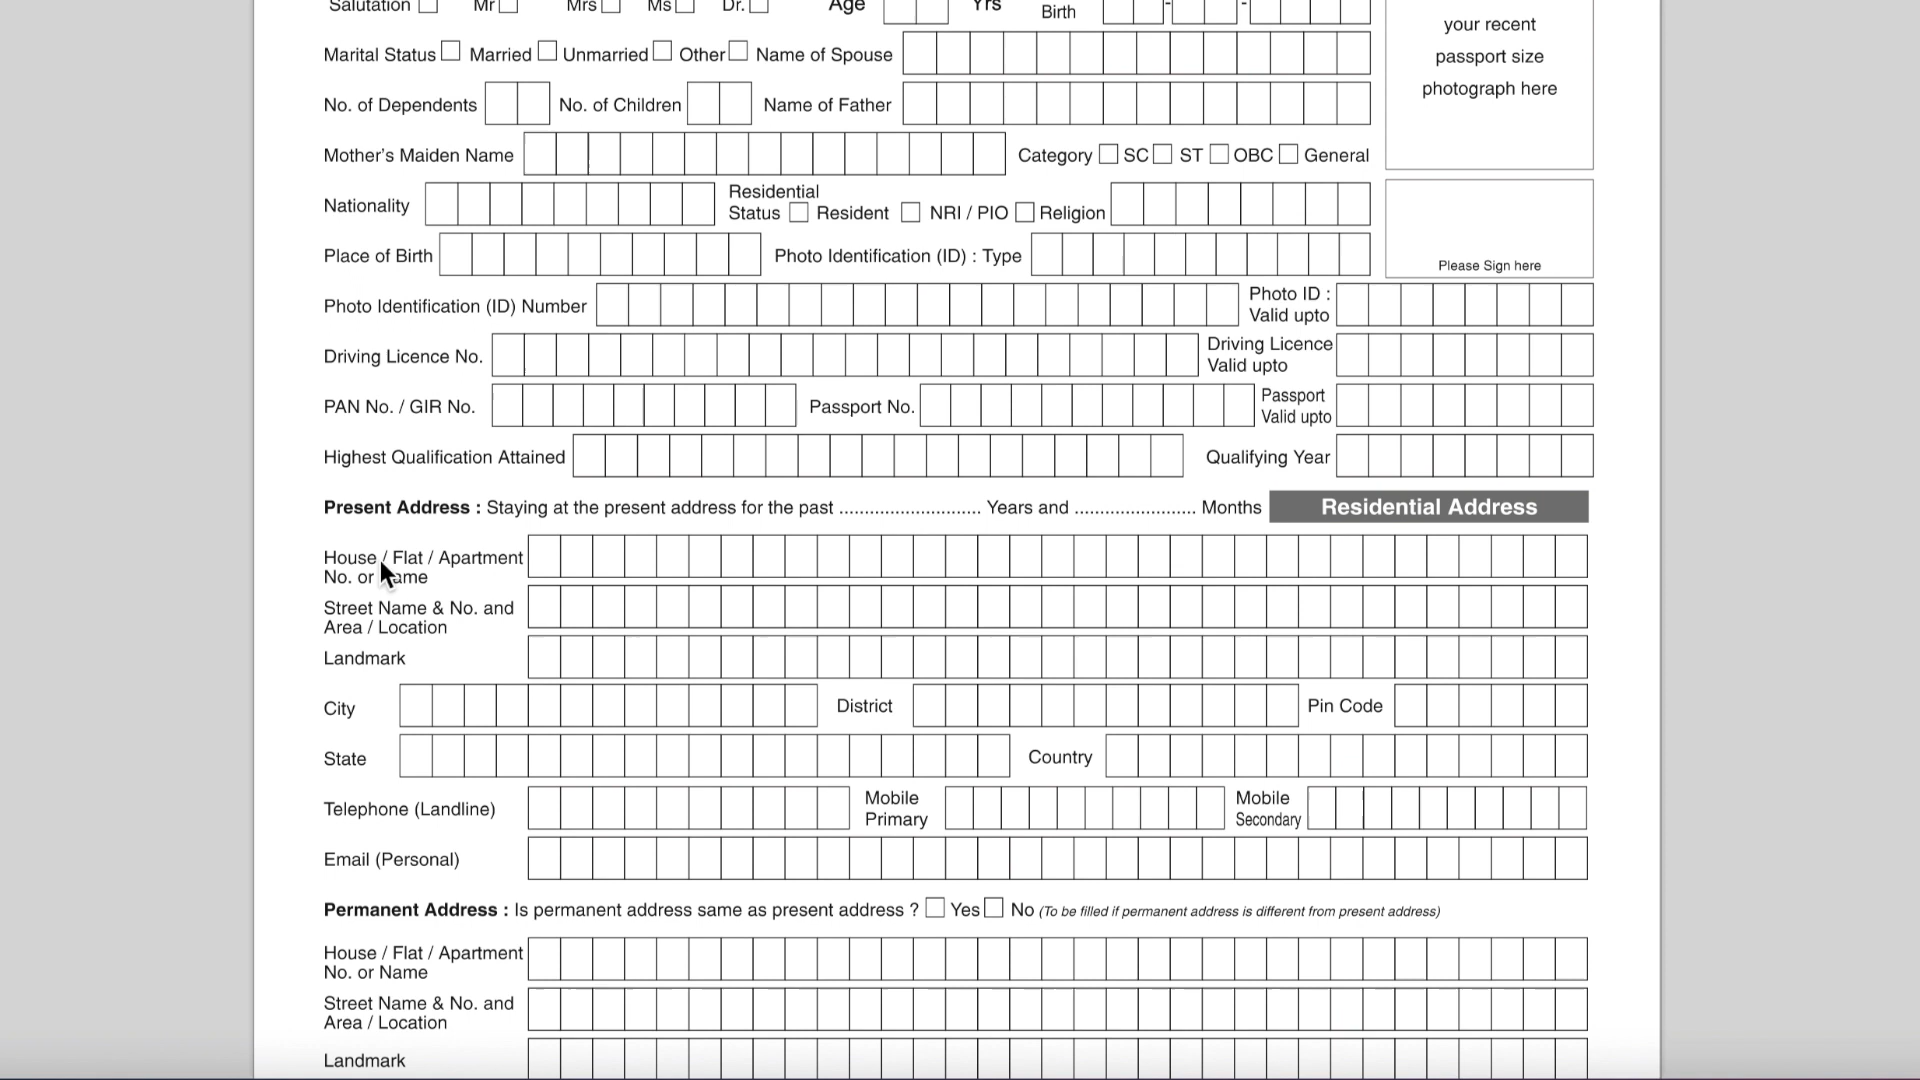 Salutation Mr Mrs Ms Dr. Age Yrs Birth
your recent
passport size
photograph here
Marital Status Married Unmarried Other Name of Spouse
No. of Dependents No. of Children Name of Father
Mother's Maiden Name Category SC ST OBC General
Nationality Residential Status Resident NRI / PIO Religion
Place of Birth Photo Identification (ID) : Type
Please Sign here
Photo Identification (ID) Number Photo ID : Valid upto
Driving Licence No. Driving Licence Valid upto
PAN No. / GIR No. Passport No. Passport Valid upto
Highest Qualification Attained Qualifying Year
Present Address : Staying at the present address for the past ............................ Years and ........................ Months Residential Address
House / Flat / Apartment
No. or Name
Street Name & No. and
Area / Location
Landmark
City District Pin Code
State Country
Telephone (Landline) Mobile Primary Mobile Secondary
Email (Personal)
Permanent Address : Is permanent address same as present address ? Yes No (To be filled if permanent address is different from present address)
House / Flat / Apartment
No. or Name
Street Name & No. and
Area / Location
Landmark